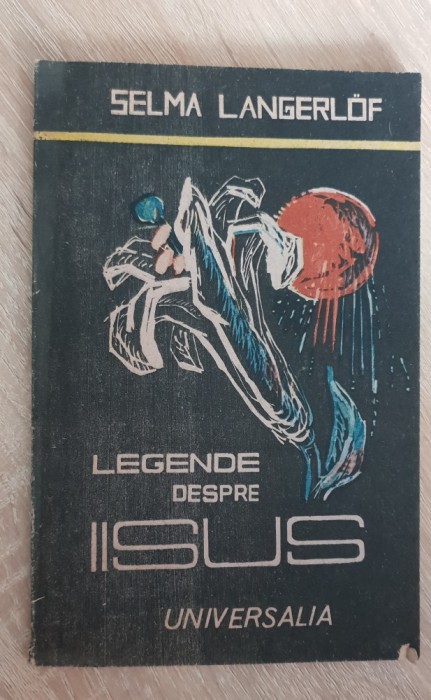 SELMA LANGERLÖF
LEGENDE
DESPRE
IISUS
UNIVERSALIA